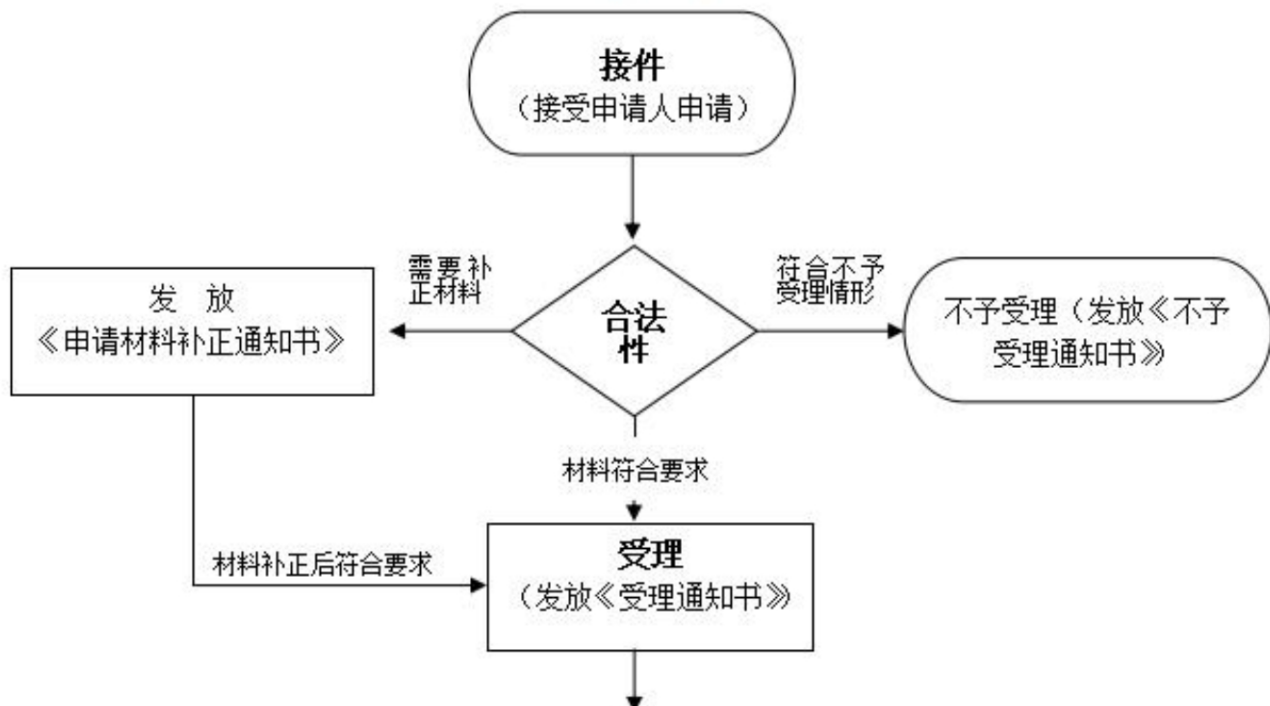 接件
（接受申请人申请）
需要补
正材料
符合不予
受理情形
发 放
《申请材料补正通知书》
合法
性
不予受理（发放《不予
受理通知书》）
材料符合要求
材料补正后符合要求
受理
（发放《受理通知书》）